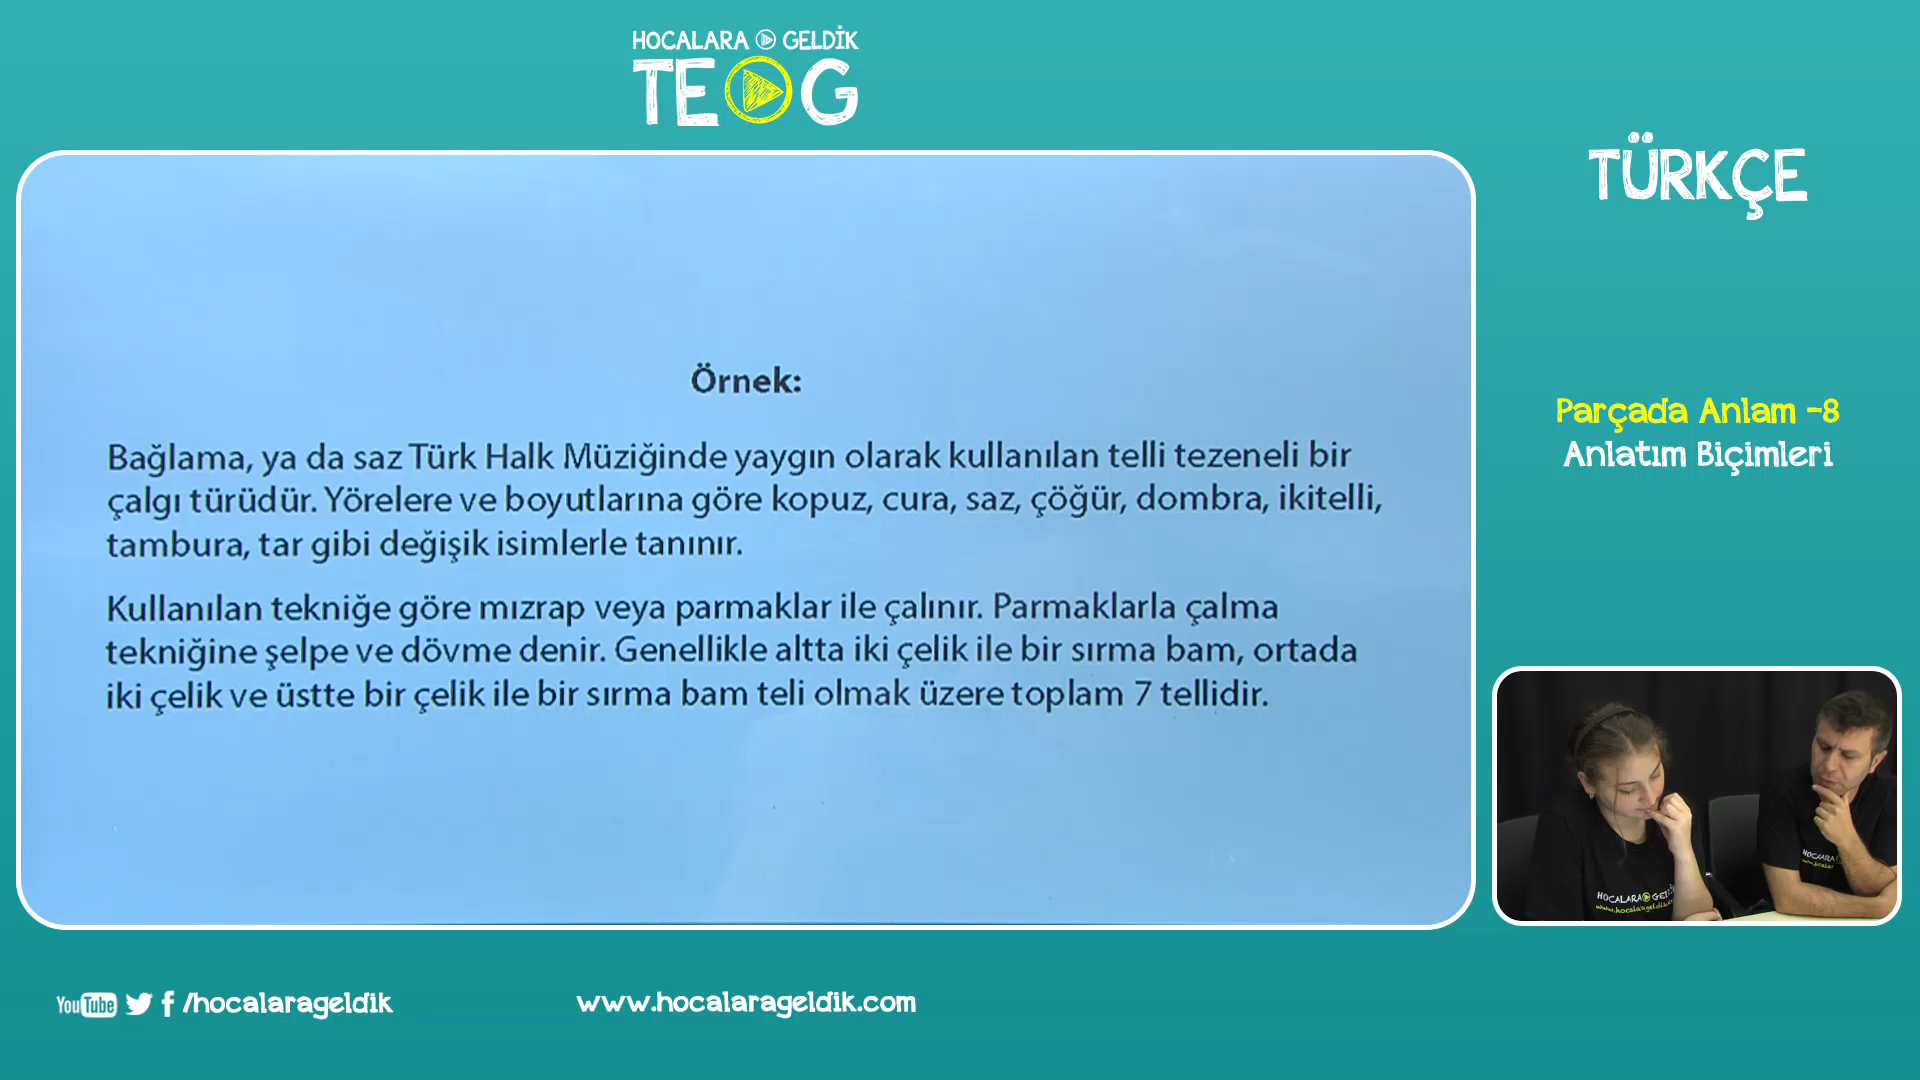 HOCALARA GELDİK
TEOG
TÜRKÇE
Parçada Anlam -8
Anlatım Biçimleri
Örnek:
Bağlama, ya da saz Türk Halk Müziğinde yaygın olarak kullanılan telli tezeneli bir
çalgı türüdür. Yörelere ve boyutlarına göre kopuz, cura, saz, çöğür, dombra, ikitelli,
tambura, tar gibi değişik isimlerle tanınır.
Kullanılan tekniğe göre mızrap veya parmaklar ile çalınır. Parmaklarla çalma
tekniğine şelpe ve dövme denir. Genellikle altta iki çelik ile bir sırma bam, ortada
iki çelik ve üstte bir çelik ile bir sırma bam teli olmak üzere toplam 7 tellidir.
HOCALARA GELDİ
YouTube /hocalarageldik
www.hocalarageldik.com